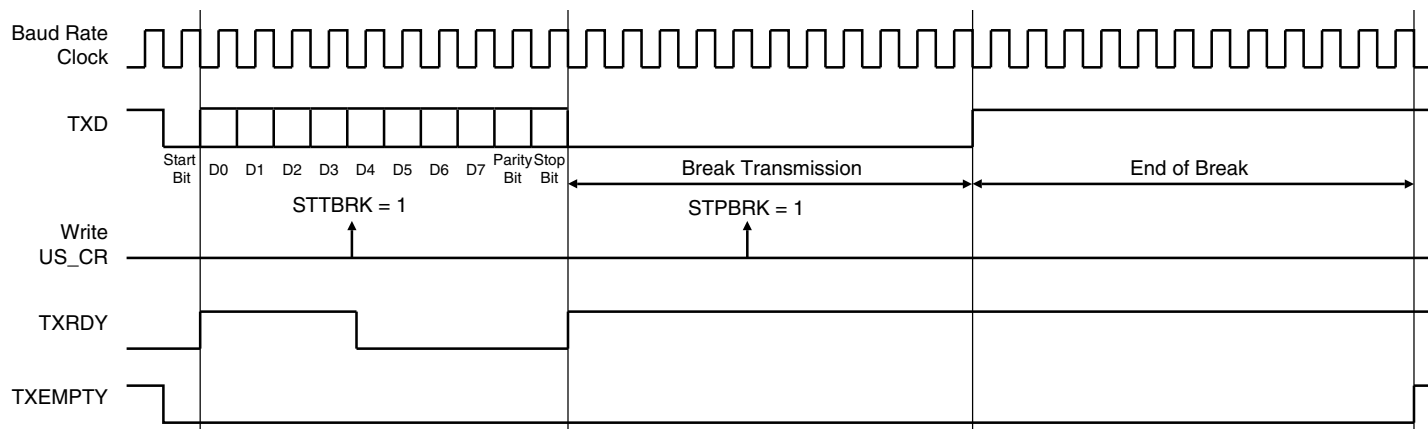 Baud Rate
Clock
TXD
Start
Bit
D0 D1 D2 D3 D4 D5 D6 D7
Parity
Bit
Stop
Bit
Break Transmission
End of Break
STTBRK = 1
STPBRK = 1
Write
US_CR
TXRDY
TXEMPTY